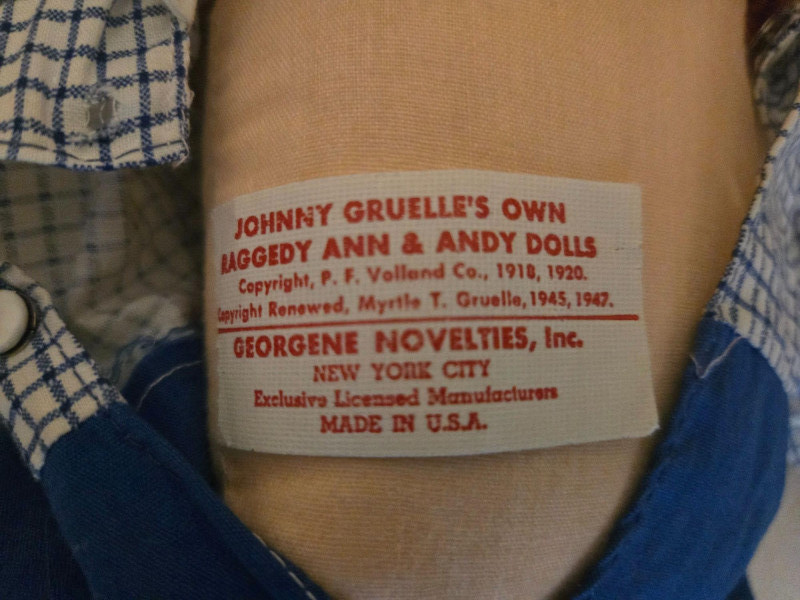 JOHNNY GRUELLE'S OWN
RAGGEDY ANN & ANDY DOLLS
Copyright, P. F. Volland Co., 1918, 1920.
Copyright Renewed, Myrtle T. Gruelle, 1945, 1947.
GEORGENE NOVELTIES, Inc.
NEW YORK CITY
Exclusive Licensed Manufacturers
MADE IN U.S.A.